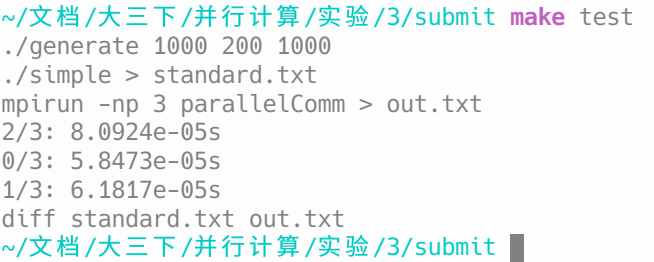 ~/文档/大三下/并行计算/实验/3/submit make test
./generate 1000 200 1000
./simple > standard.txt
mpirun -np 3 parallelComm > out.txt
2/3: 8.0924e-05s
0/3: 5.8473e-05s
1/3: 6.1817e-05s
diff standard.txt out.txt
~/文档/大三下/并行计算/实验/3/submit